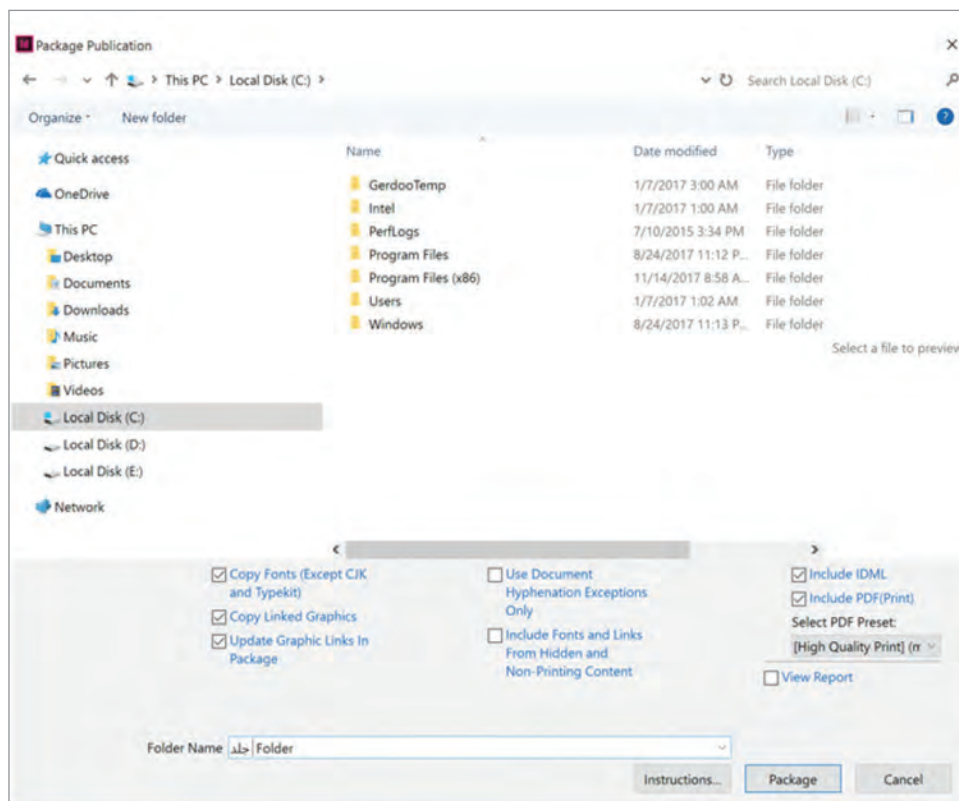 Package Publication
This PC > Local Disk (C:) >
Search Local Disk (C:)
Organize
New folder
Quick access
OneDrive
This PC
Desktop
Documents
Downloads
Music
Pictures
Videos
Local Disk (C:)
Local Disk (D:)
Local Disk (E:)
Network
Name Date modified Type
GerdooTemp 1/7/2017 3:00 AM File folder
Intel 1/7/2017 1:00 AM File folder
PerfLogs 7/10/2015 3:34 PM File folder
Program Files 8/24/2017 11:12 P... File folder
Program Files (x86) 11/14/2017 8:58 A... File folder
Users 1/7/2017 1:02 AM File folder
Windows 8/24/2017 11:13 P... File folder
Select a file to preview
Copy Fonts (Except CJK
and Typekit)
Copy Linked Graphics
Update Graphic Links In
Package
Use Document
Hyphenation Exceptions
Only
Include Fonts and Links
From Hidden and
Non-Printing Content
Include IDML
Include PDF(Print)
Select PDF Preset:
[High Quality Print] (m
View Report
Folder Name جلد Folder
Instructions... Package Cancel